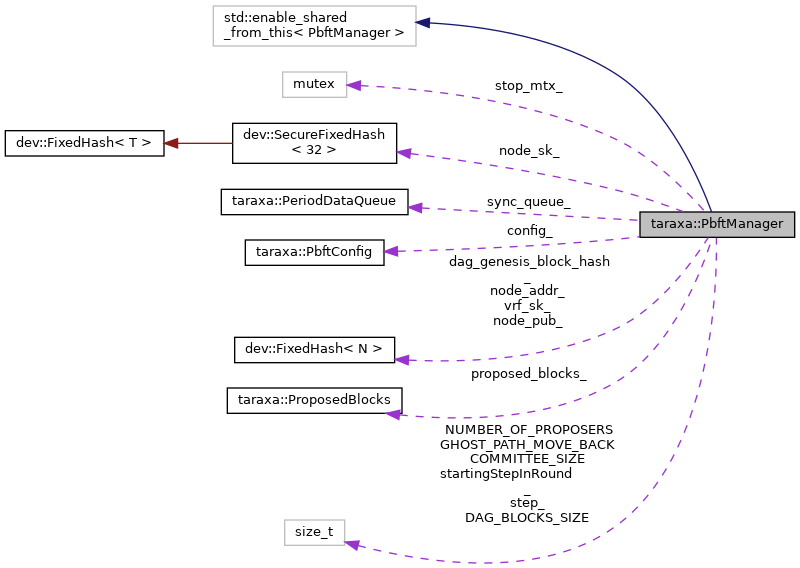 std::enable_shared
_from_this< PbftManager >
mutex
stop_mtx_
dev::FixedHash< T >
dev::SecureFixedHash
< 32 >
node_sk_
taraxa::PeriodDataQueue
sync_queue_
taraxa::PbftManager
config_
taraxa::PbftConfig
dag_genesis_block_hash
_
node_addr_
vrf_sk_
node_pub_
dev::FixedHash< N >
proposed_blocks_
taraxa::ProposedBlocks
NUMBER_OF_PROPOSERS
GHOST_PATH_MOVE_BACK
COMMITTEE_SIZE
startingStepInRound
_
step_
DAG_BLOCKS_SIZE
size_t